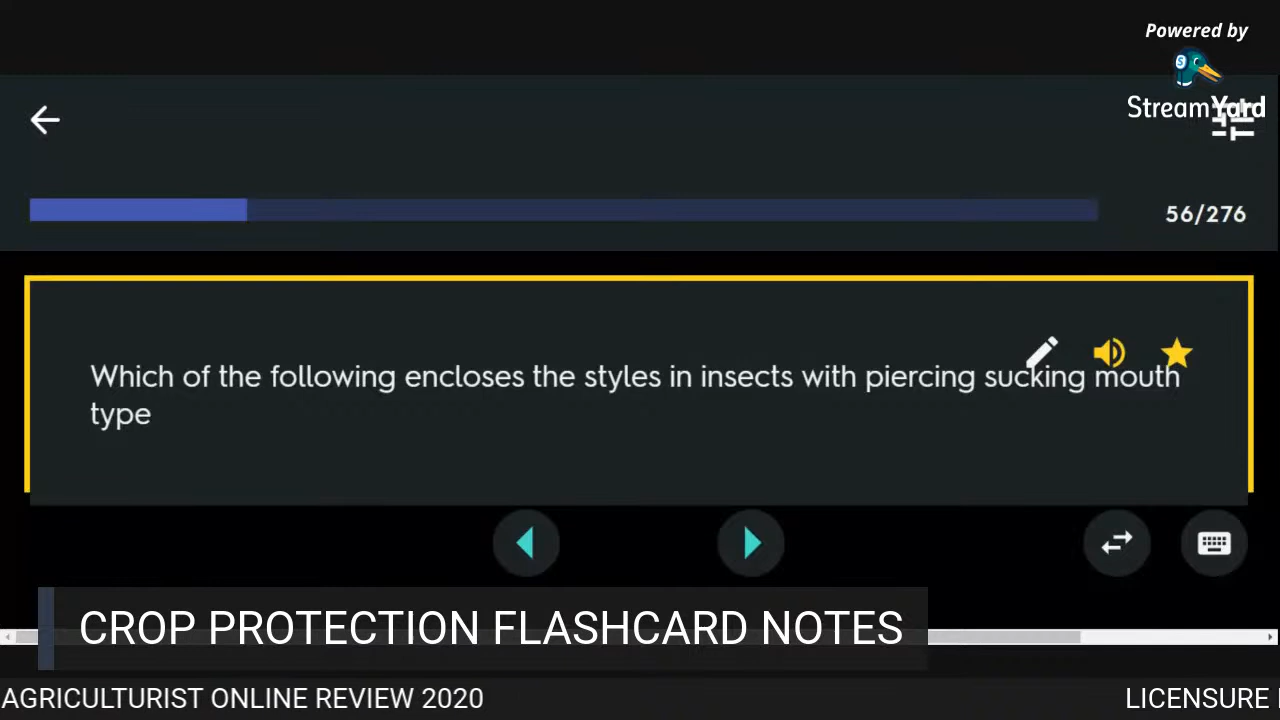 Powered by
StreamYard
56/276
Which of the following encloses the styles in insects with piercing sucking mouth
type
CROP PROTECTION FLASHCARD NOTES
AGRICULTURIST ONLINE REVIEW 2020
LICENSURE